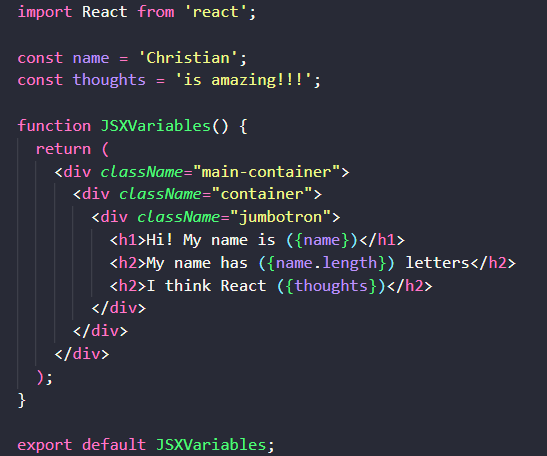 import React from 'react';
const name = 'Christian';
const thoughts = 'is amazing!!!';
function JSXVariables() {
  return (
    <div className="main-container">
      <div className="container">
        <div className="jumbotron">
          <h1>Hi! My name is ({name})</h1>
          <h2>My name has ({name.length}) letters</h2>
          <h2>I think React ({thoughts})</h2>
        </div>
      </div>
    </div>
  );
}
export default JSXVariables;